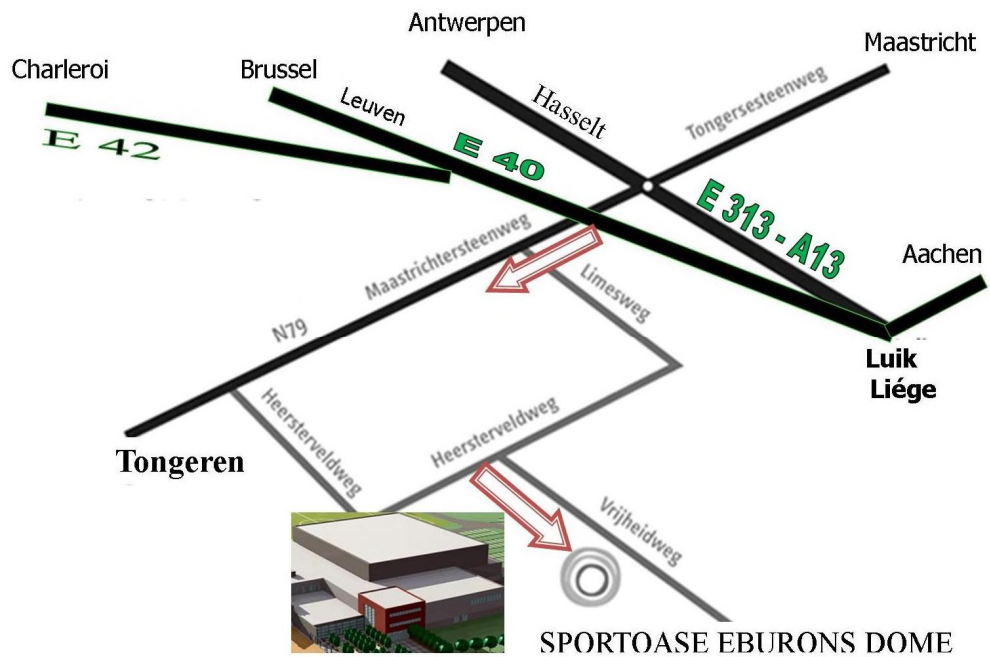 Antwerpen
Maastricht
Charleroi
Brussel
Leuven
Hasselt
Tongersesteenweg
E 42
E 40
E 313 - A13
Aachen
Maastrichtersteenweg
Limesweg
N79
Luik
Liége
Heersterveldweg
Heersterveldweg
Tongeren
Vrijheidweg
SPORTOASE EBURONS DOME